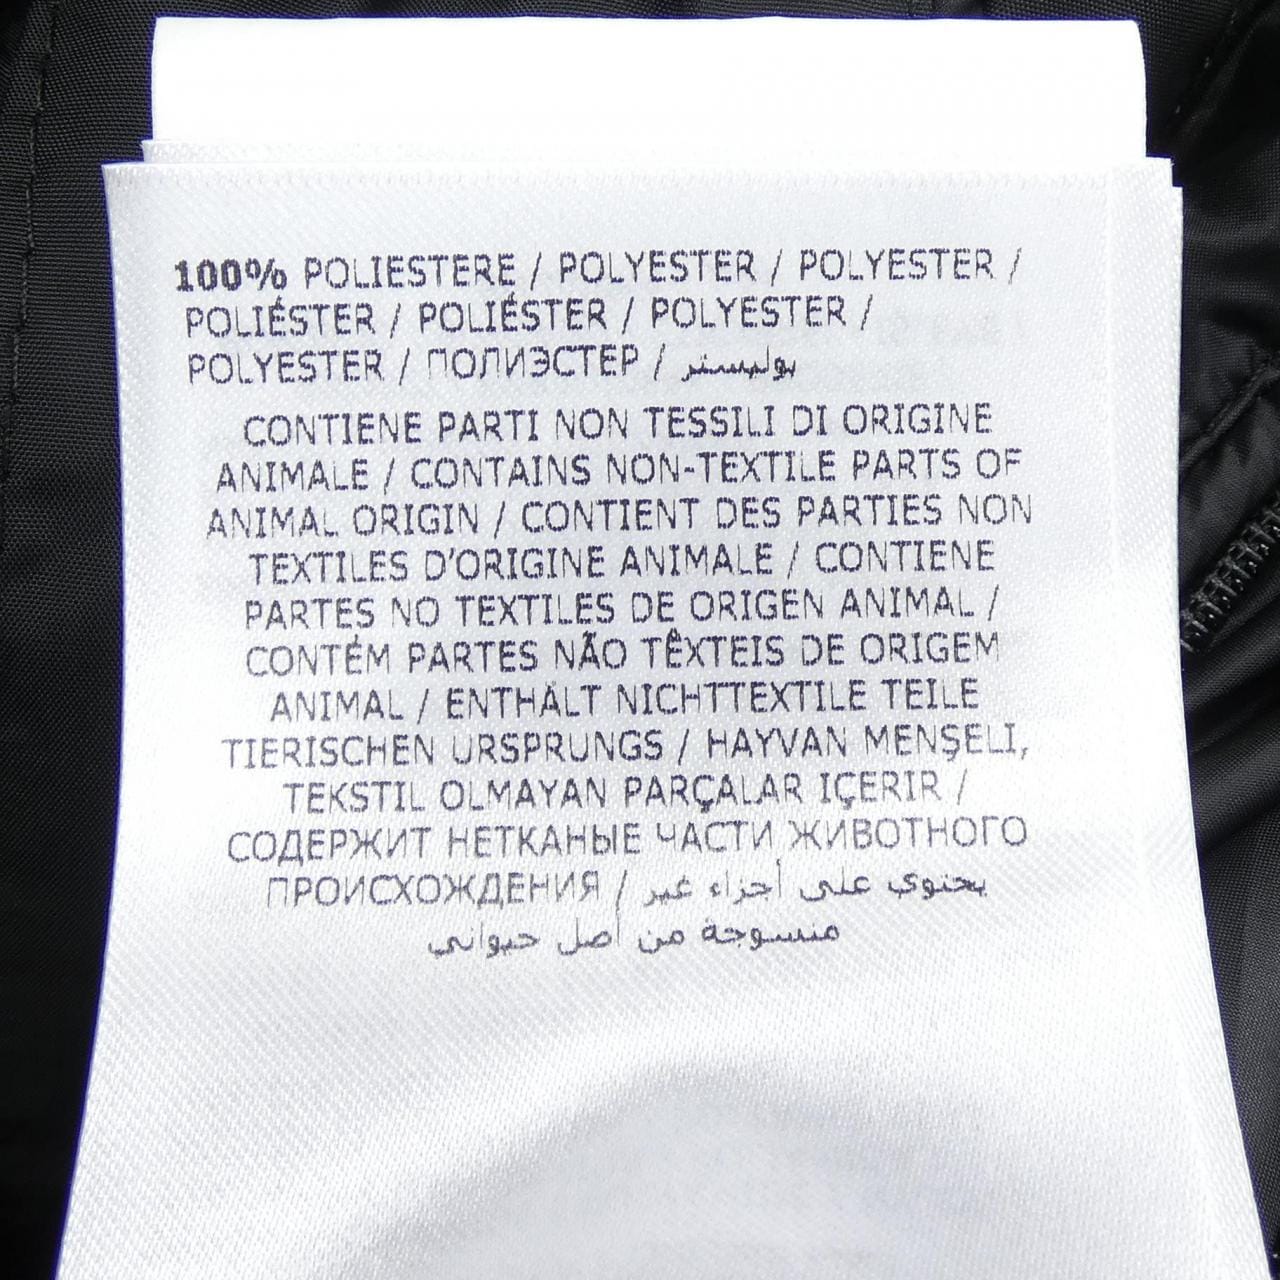 100% POLIESTERE / POLYESTER / POLYESTER /
POLIÉSTER / POLIÉSTER / POLYESTER /
POLYESTER / ПОЛИЭСТЕР / بوليستر
CONTIENE PARTI NON TESSILI DI ORIGINE
ANIMALE / CONTAINS NON-TEXTILE PARTS OF
ANIMAL ORIGIN / CONTIENT DES PARTIES NON
TEXTILES D'ORIGINE ANIMALE / CONTIENE
PARTES NO TEXTILES DE ORIGEN ANIMAL /
CONTÉM PARTES NÃO TÊXTEIS DE ORIGEM
ANIMAL / ENTHÄLT NICHTTEXTILE TEILE
TIERISCHEN URSPRUNGS / HAYVAN MENŞELI,
TEKSTIL OLMAYAN PARÇALAR IÇERIR /
СОДЕРЖИТ НЕТКАНЫЕ ЧАСТИ ЖИВОТНОГО
ПРОИСХОЖДЕНИЯ / يحتوي على أجزاء غير
منسوجة من أصل حيواني